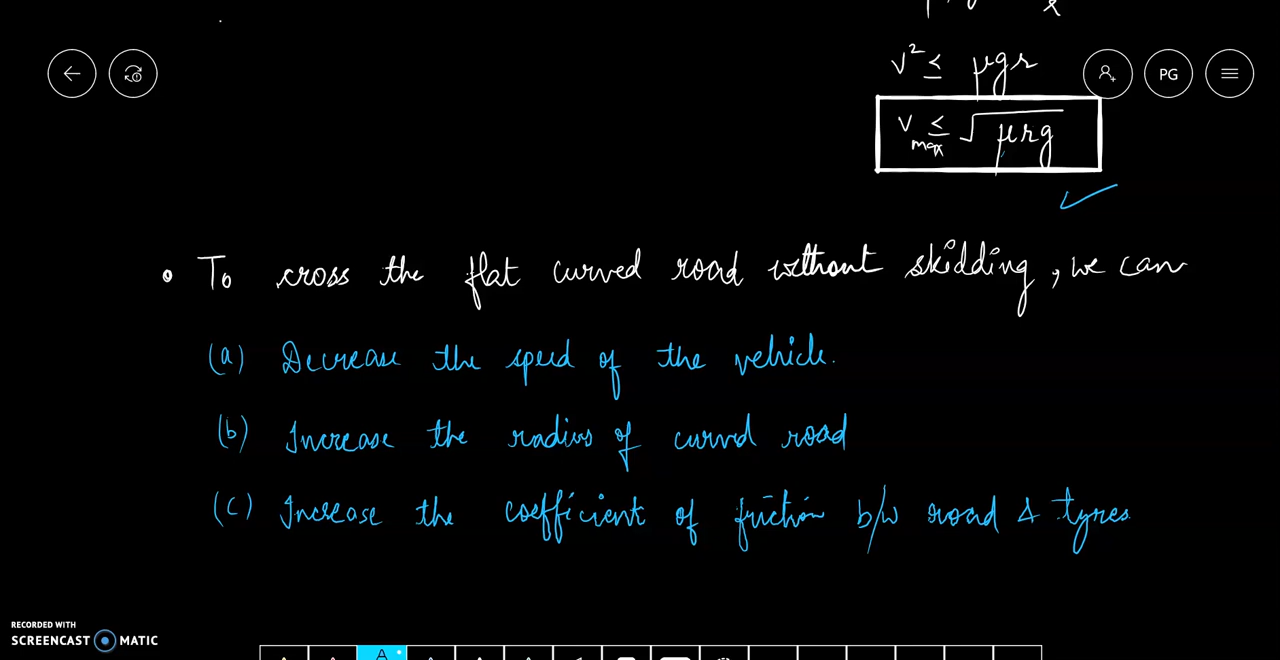 v² ≤ μgr
PG
v max ≤ √μrg
• To cross the flat curved road without skidding, we can
(a) Decrease the speed of the vehicle.
(b) Increase the radius of curved road
(c) Increase the coefficient of friction b/w road & tyres.
RECORDED WITH
SCREENCAST MATIC
A